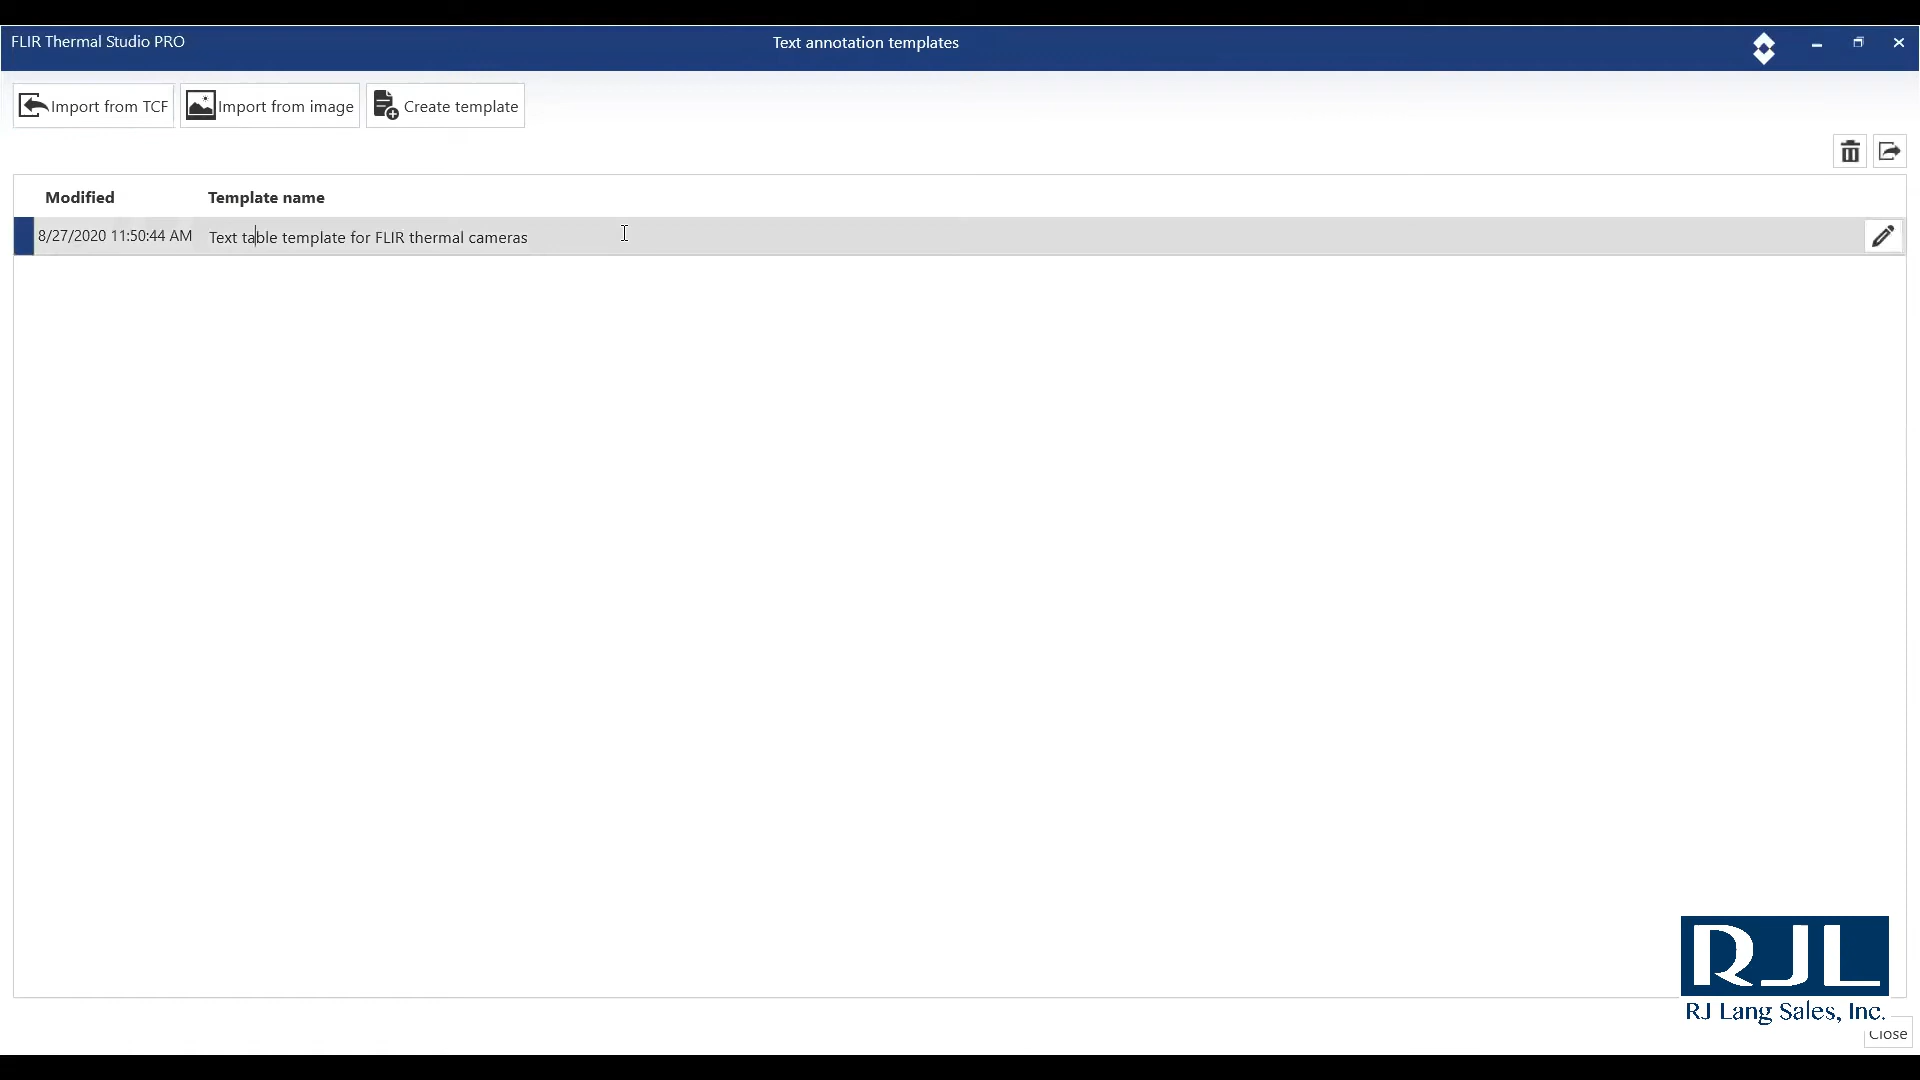 FLIR Thermal Studio PRO
Text annotation templates
Import from TCF
Import from image
Create template
Modified
Template name
8/27/2020 11:50:44 AM
Text table template for FLIR thermal cameras
RJL
RJ Lang Sales, Inc.
Close